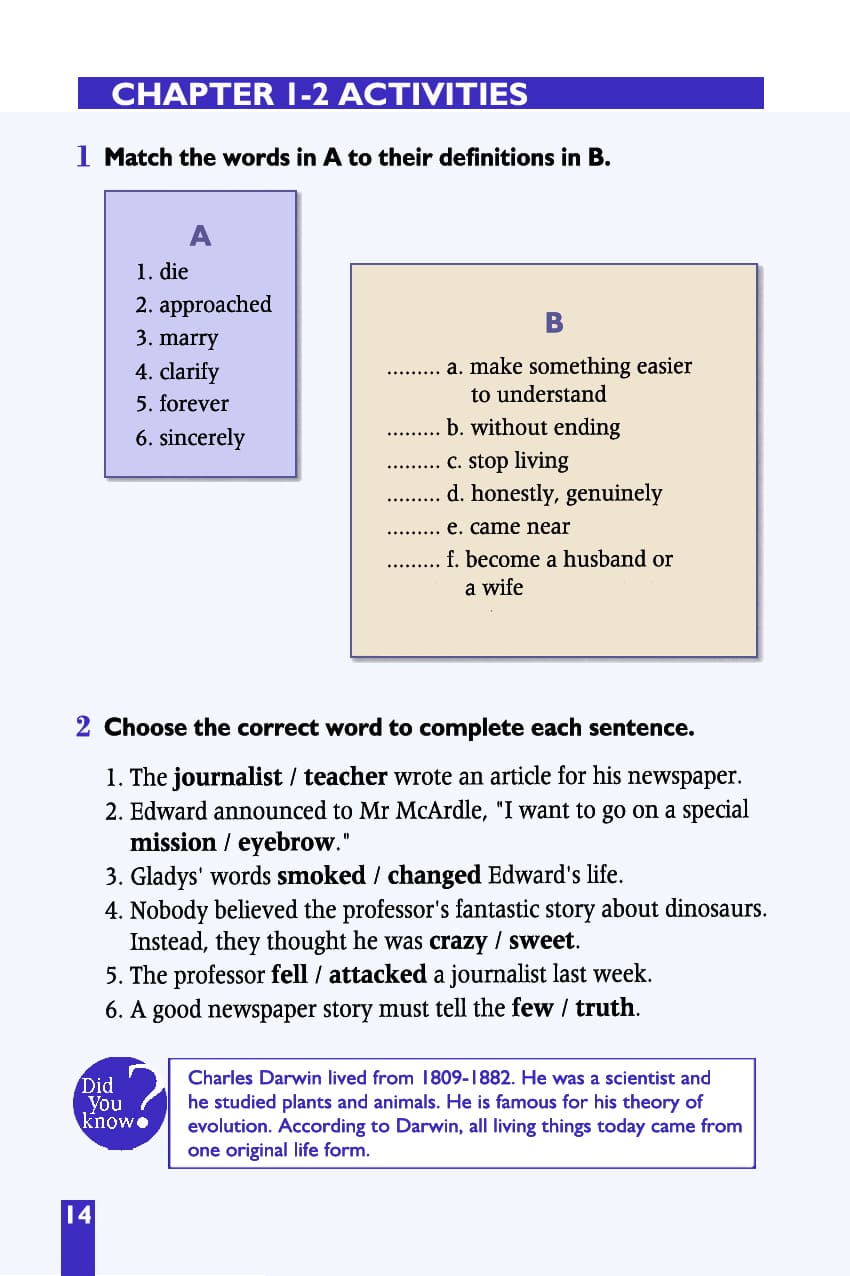 CHAPTER 1-2 ACTIVITIES
1 Match the words in A to their definitions in B.
A
1. die
2. approached
3. marry
4. clarify
5. forever
6. sincerely
B
......... a. make something easier
to understand
......... b. without ending
......... c. stop living
......... d. honestly, genuinely
......... e. came near
......... f. become a husband or
a wife
2 Choose the correct word to complete each sentence.
1. The journalist / teacher wrote an article for his newspaper.
2. Edward announced to Mr McArdle, "I want to go on a special
mission / eyebrow."
3. Gladys' words smoked / changed Edward's life.
4. Nobody believed the professor's fantastic story about dinosaurs.
Instead, they thought he was crazy / sweet.
5. The professor fell / attacked a journalist last week.
6. A good newspaper story must tell the few / truth.
Did
You
know?
Charles Darwin lived from 1809-1882. He was a scientist and
he studied plants and animals. He is famous for his theory of
evolution. According to Darwin, all living things today came from
one original life form.
14